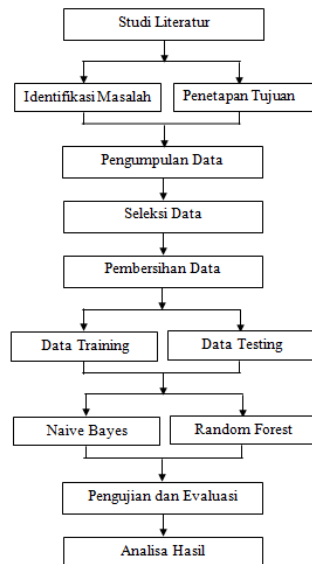 Studi Literatur
Identifikasi Masalah
Penetapan Tujuan
Pengumpulan Data
Seleksi Data
Pembersihan Data
Data Training
Data Testing
Naive Bayes
Random Forest
Pengujian dan Evaluasi
Analisa Hasil